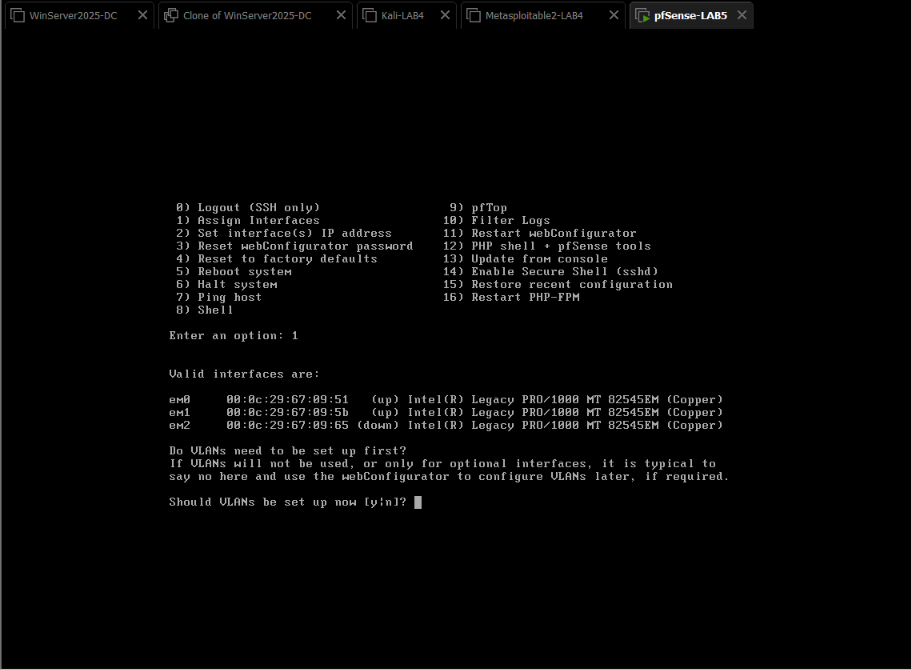 WinServer2025-DC Clone of WinServer2025-DC Kali-LAB4 Metasploitable2-LAB4 pfSense-LAB5
0) Logout (SSH only) 9) pfTop
1) Assign Interfaces 10) Filter Logs
2) Set interface(s) IP address 11) Restart webConfigurator
3) Reset webConfigurator password 12) PHP shell + pfSense tools
4) Reset to factory defaults 13) Update from console
5) Reboot system 14) Enable Secure Shell (sshd)
6) Halt system 15) Restore recent configuration
7) Ping host 16) Restart PHP-FPM
8) Shell
Enter an option: 1
Valid interfaces are:
em0 00:0c:29:67:09:51 (up) Intel(R) Legacy PRO/1000 MT 82545EM (Copper)
em1 00:0c:29:67:09:5b (up) Intel(R) Legacy PRO/1000 MT 82545EM (Copper)
em2 00:0c:29:67:09:65 (down) Intel(R) Legacy PRO/1000 MT 82545EM (Copper)
Do VLANs need to be set up first?
If VLANs will not be used, or only for optional interfaces, it is typical to
say no here and use the webConfigurator to configure VLANs later, if required.
Should VLANs be set up now [y|n]?